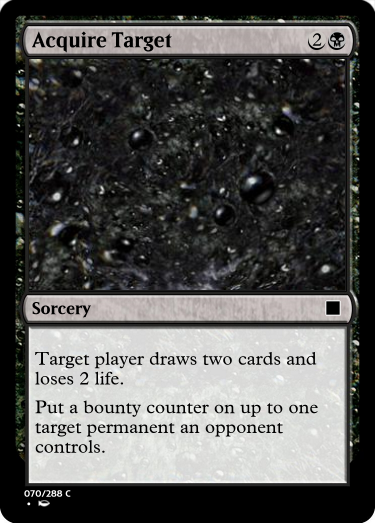 Acquire Target 2
Sorcery
Target player draws two cards and
loses 2 life.
Put a bounty counter on up to one
target permanent an opponent
controls.
070/288 C